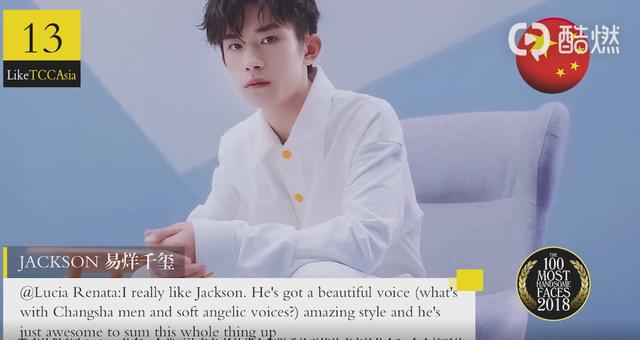 13
LikeTCCAsia
酷燃
JACKSON 易烊千玺
@Lucia Renata:I really like Jackson. He's got a beautiful voice (what's
with Changsha men and soft angelic voices?) amazing style and he's
just awesome to sum this whole thing up
THE
100
MOST
HANDSOME
FACES
2018